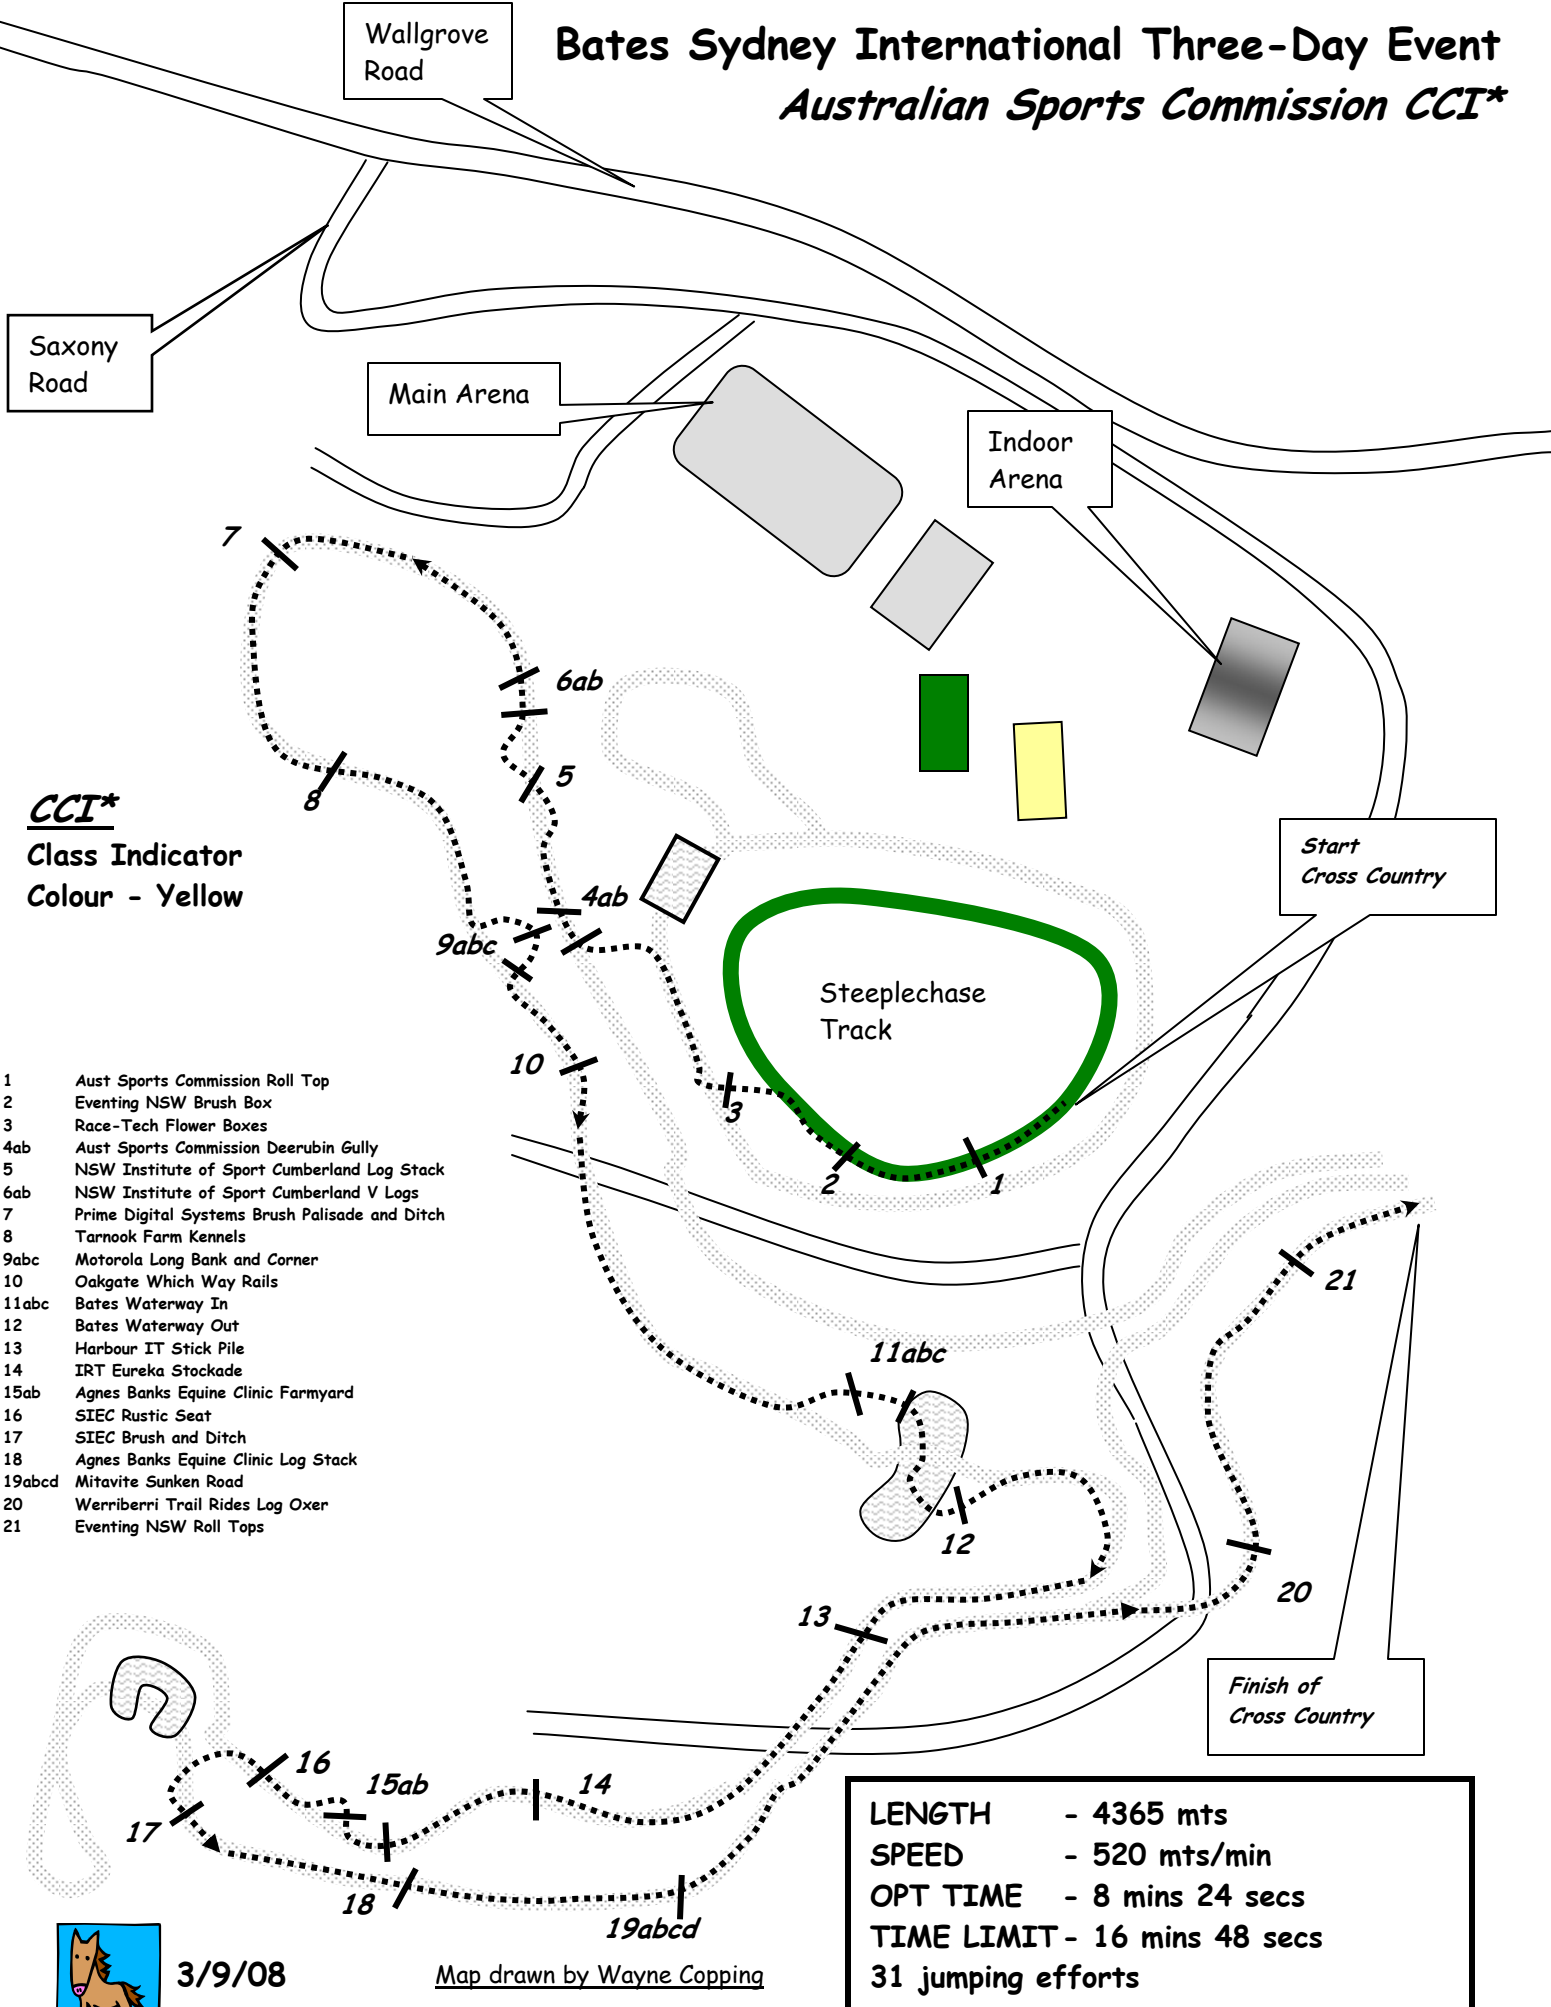 Bates Sydney International Three-Day Event
Australian Sports Commission CCI*
Wallgrove
Road
Saxony
Road
Main Arena
Indoor
Arena
7
6ab
5
8
CCI*
Class Indicator
Colour - Yellow
4ab
9abc
Start
Cross Country
Steeplechase
Track
10
3
2
1
1 Aust Sports Commission Roll Top
2 Eventing NSW Brush Box
3 Race-Tech Flower Boxes
4ab Aust Sports Commission Deerubin Gully
5 NSW Institute of Sport Cumberland Log Stack
6ab NSW Institute of Sport Cumberland V Logs
7 Prime Digital Systems Brush Palisade and Ditch
8 Tarnook Farm Kennels
9abc Motorola Long Bank and Corner
10 Oakgate Which Way Rails
11abc Bates Waterway In
12 Bates Waterway Out
13 Harbour IT Stick Pile
14 IRT Eureka Stockade
15ab Agnes Banks Equine Clinic Farmyard
16 SIEC Rustic Seat
17 SIEC Brush and Ditch
18 Agnes Banks Equine Clinic Log Stack
19abcd Mitavite Sunken Road
20 Werriberri Trail Rides Log Oxer
21 Eventing NSW Roll Tops
21
11abc
12
20
13
Finish of
Cross Country
16
15ab
14
17
18
19abcd
LENGTH - 4365 mts
SPEED - 520 mts/min
OPT TIME - 8 mins 24 secs
TIME LIMIT - 16 mins 48 secs
31 jumping efforts
3/9/08
Map drawn by Wayne Copping